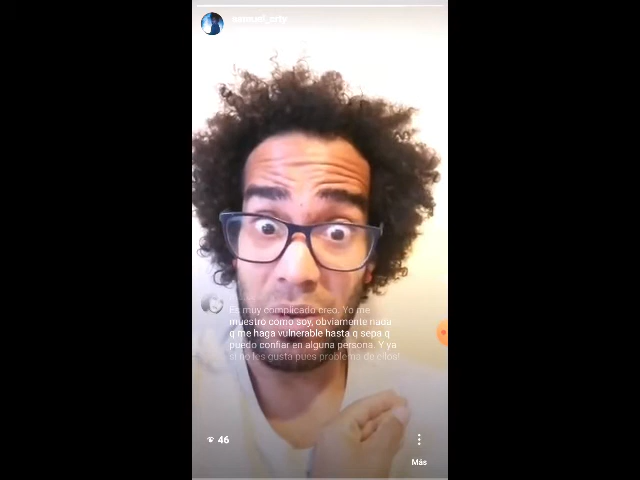 Es muy complicado creo. Yo me
muestro como soy, obviamente nada
q me haga vulnerable hasta q sepa q
puedo confiar en alguna persona. Y ya
si no les gusta pues problema de ellos!
46
Más